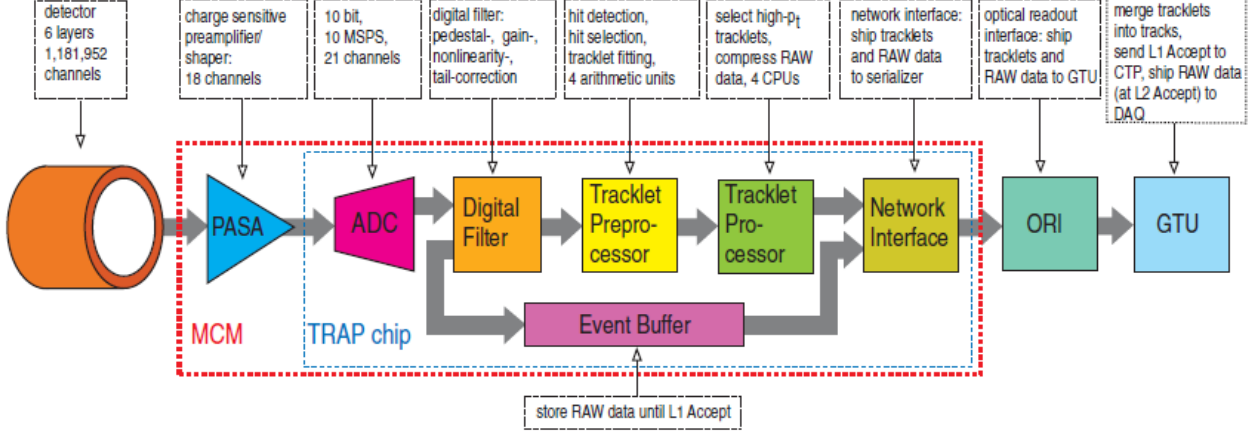 detector
6 layers
1,181,952
channels
charge sensitive
preamplifier/
shaper:
18 channels
10 bit,
10 MSPS,
21 channels
digital filter:
pedestal-, gain-,
nonlinearity-,
tail-correction
hit detection,
hit selection,
tracklet fitting,
4 arithmetic units
select high-pt
tracklets,
compress RAW
data, 4 CPUs
network interface:
ship tracklets
and RAW data
to serializer
optical readout
interface: ship
tracklets and
RAW data to GTU
merge tracklets
into tracks,
send L1 Accept to
CTP, ship RAW data
(at L2 Accept) to
DAQ
PASA
ADC
Digital
Filter
Tracklet
Preproc-
cessor
Tracklet
Pro-
cessor
Network
Interface
ORI
GTU
Event Buffer
MCM
TRAP chip
store RAW data until L1 Accept